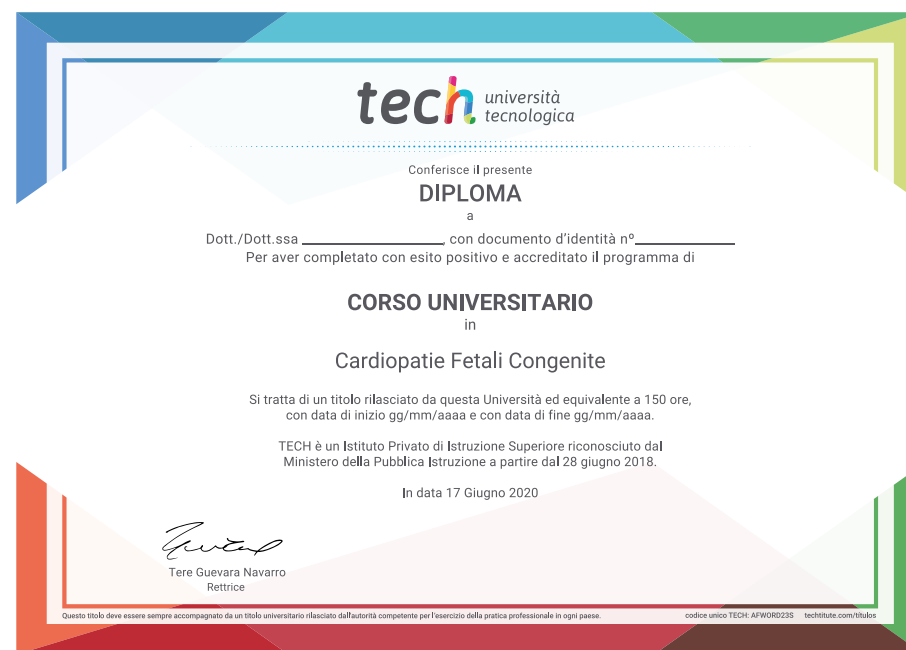 tech università
tecnologica
Conferisce il presente
DIPLOMA
a
Dott./Dott.ssa ____________________, con documento d'identità nº______________
Per aver completato con esito positivo e accreditato il programma di
CORSO UNIVERSITARIO
in
Cardiopatie Fetali Congenite
Si tratta di un titolo rilasciato da questa Università ed equivalente a 150 ore,
con data di inizio gg/mm/aaaa e con data di fine gg/mm/aaaa.
TECH è un Istituto Privato di Istruzione Superiore riconosciuto dal
Ministero della Pubblica Istruzione a partire dal 28 giugno 2018.
In data 17 Giugno 2020
Tere Guevara Navarro
Rettrice
Questo titolo deve essere sempre accompagnato da un titolo universitario rilasciato dall'autorità competente per l'esercizio della pratica professionale in ogni paese. codice unico TECH: AFWORD23S techtitute.com/títulos